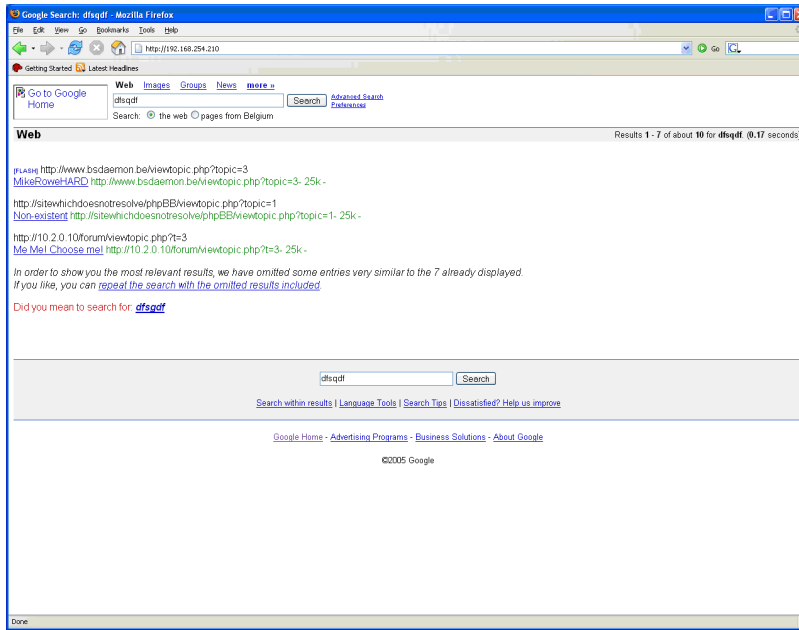 Google Search: dfsqdf - Mozilla Firefox
File Edit View Go Bookmarks Tools Help
http://192.168.254.210 Go G
Getting Started Latest Headlines
Web Images Groups News more »
Go to Google Home
dfsqdf Search Advanced Search Preferences
Search: the web pages from Belgium
Web Results 1 - 7 of about 10 for dfsqdf. (0.17 seconds)
[FLASH] http://www.bsdaemon.be/viewtopic.php?topic=3
MikeRoweHARD http://www.bsdaemon.be/viewtopic.php?topic=3- 25k -
http://sitewhichdoesnotresolve/phpBB/viewtopic.php?topic=1
Non-existent http://sitewhichdoesnotresolve/phpBB/viewtopic.php?topic=1- 25k -
http://10.2.0.10/forum/viewtopic.php?t=3
Me Me! Choose me! http://10.2.0.10/forum/viewtopic.php?t=3- 25k -
In order to show you the most relevant results, we have omitted some entries very similar to the 7 already displayed.
If you like, you can repeat the search with the omitted results included.
Did you mean to search for: dfsgdf
dfsqdf Search
Search within results | Language Tools | Search Tips | Dissatisfied? Help us improve
Google Home - Advertising Programs - Business Solutions - About Google
©2005 Google
Done